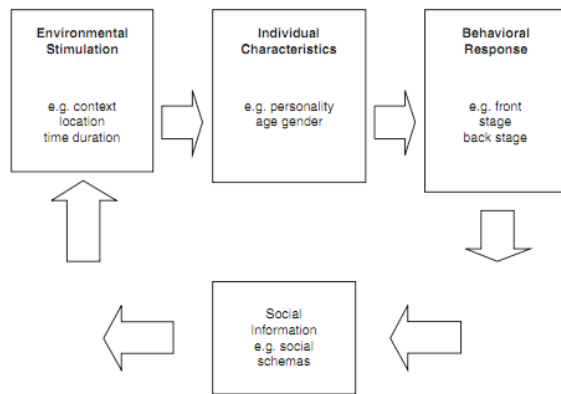 Environmental
Stimulation
e.g. context
location
time duration
Individual
Characteristics
e.g. personality
age gender
Behavioral
Response
e.g. front
stage
back stage
Social
Information
e.g. social
schemas